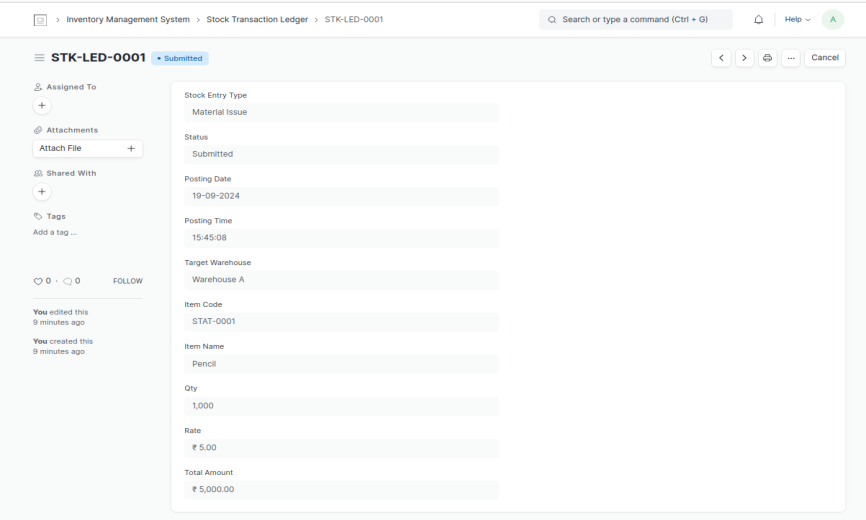 Inventory Management System > Stock Transaction Ledger > STK-LED-0001
Search or type a command (Ctrl + G)
Help
A
STK-LED-0001
• Submitted
Cancel
Assigned To
Attachments
Attach File
Shared With
Tags
Add a tag ...
0 · 0
FOLLOW
You edited this
9 minutes ago
You created this
9 minutes ago
Stock Entry Type
Material Issue
Status
Submitted
Posting Date
19-09-2024
Posting Time
15:45:08
Target Warehouse
Warehouse A
Item Code
STAT-0001
Item Name
Pencil
Qty
1,000
Rate
₹ 5.00
Total Amount
₹ 5,000.00